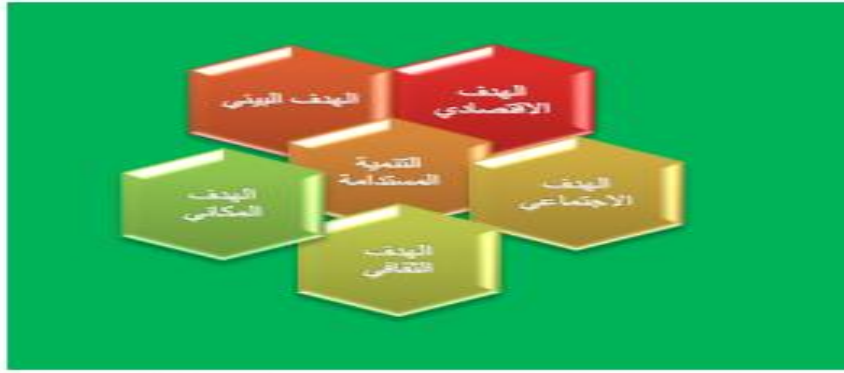 الهدف
الاقتصادي
الهدف البيئي
التنمية
المستدامة
الهدف
الاجتماعي
الهدف
المكاني
الهدف
الثقافي